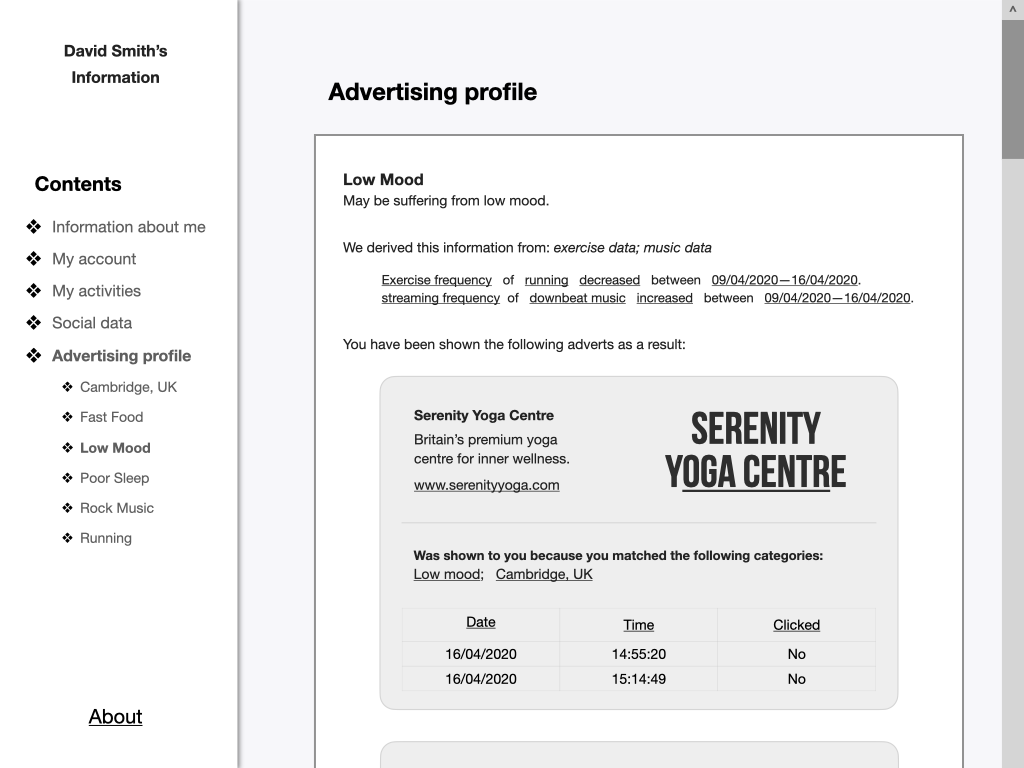 David Smith’s
Information
Contents
Information about me
My account
My activities
Social data
Advertising profile
Cambridge, UK
Fast Food
Low Mood
Poor Sleep
Rock Music
Running
About
Advertising profile
Low Mood
May be suffering from low mood.
We derived this information from: exercise data; music data
Exercise frequency of running decreased between 09/04/2020—16/04/2020.
streaming frequency of downbeat music increased between 09/04/2020—16/04/2020.
You have been shown the following adverts as a result:
Serenity Yoga Centre
Britain’s premium yoga
centre for inner wellness.
www.serenityyoga.com
SERENITY
YOGA CENTRE
Was shown to you because you matched the following categories:
Low mood; Cambridge, UK
Date Time Clicked
16/04/2020 14:55:20 No
16/04/2020 15:14:49 No